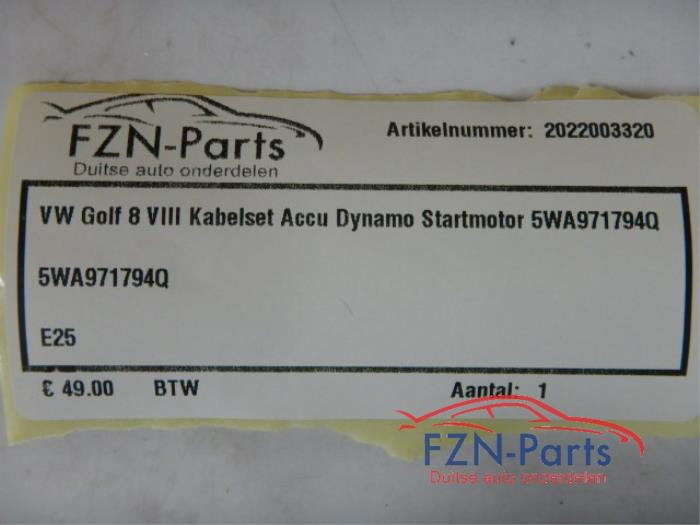 FZN-Parts
Duitse auto onderdelen
Artikelnummer: 2022003320
VW Golf 8 VIII Kabelset Accu Dynamo Startmotor 5WA971794Q
5WA971794Q
E25
€ 49.00 BTW Aantal: 1
FZN-Parts
Duitse auto onderdelen